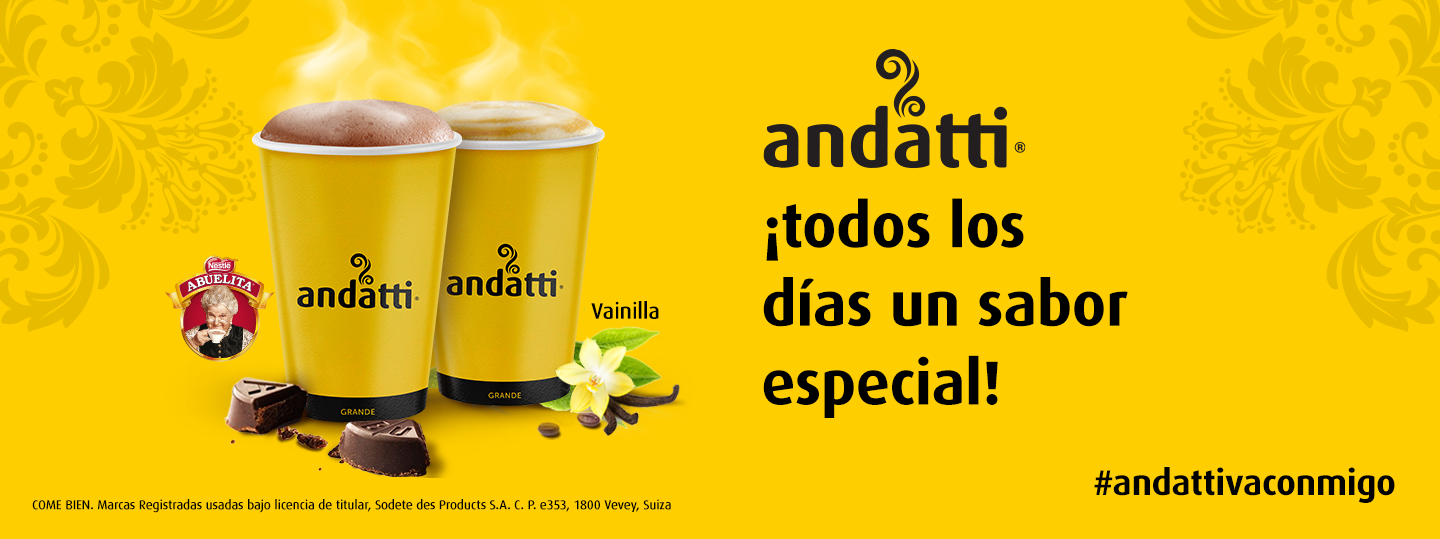 andatti®
¡todos los
días un sabor
especial!
Nestlé
ABUELITA
andatti
GRANDE
andatti
GRANDE
Vainilla
#andattivaconmigo
COME BIEN. Marcas Registradas usadas bajo licencia de titular, Sodete des Products S.A. C. P. e353, 1800 Vevey, Suiza